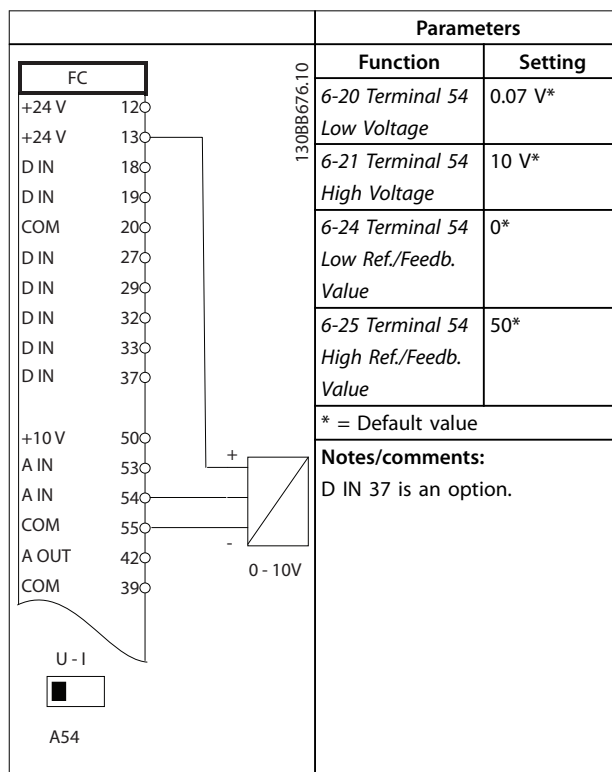 Parameters
Function Setting
6-20 Terminal 54 0.07 V*
Low Voltage
6-21 Terminal 54 10 V*
High Voltage
6-24 Terminal 54 0*
Low Ref./Feedb.
Value
6-25 Terminal 54 50*
High Ref./Feedb.
Value
* = Default value
Notes/comments:
D IN 37 is an option.
130BB676.10
FC
+24 V 12
+24 V 13
D IN 18
D IN 19
COM 20
D IN 27
D IN 29
D IN 32
D IN 33
D IN 37
+10 V 50
A IN 53
A IN 54
COM 55
A OUT 42
COM 39
+
-
0 - 10V
U - I
A54